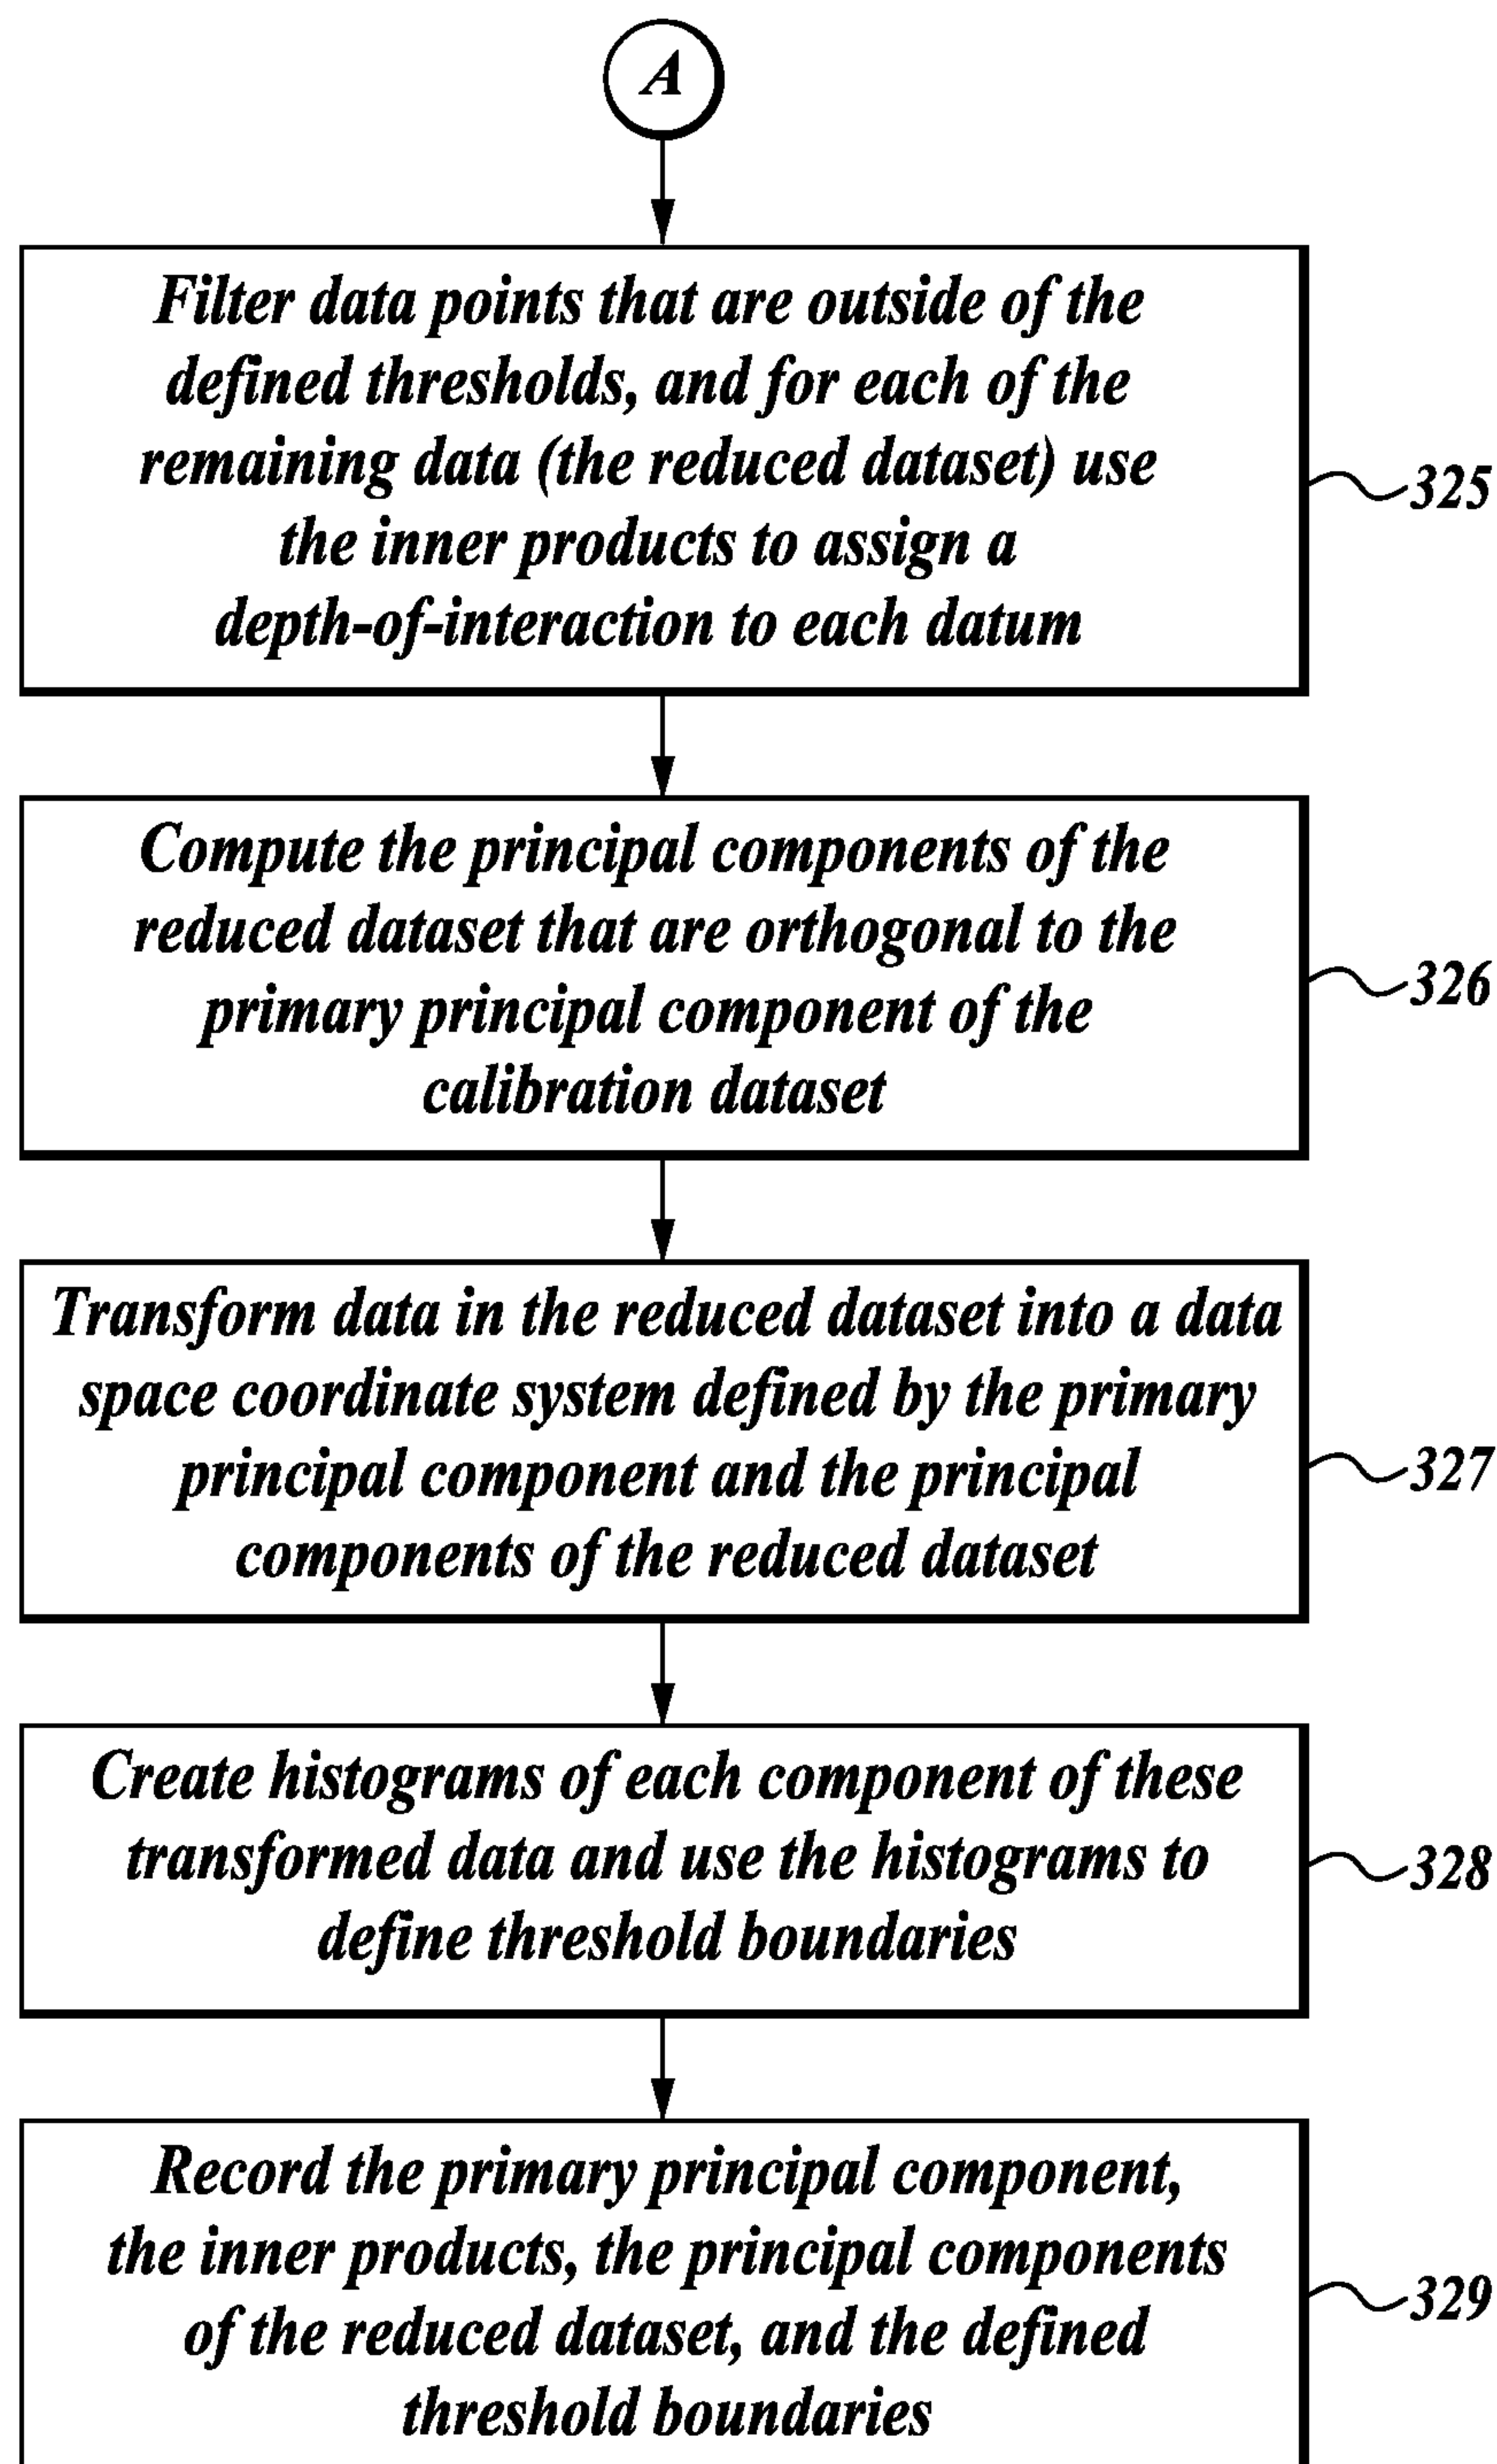 A
Filter data points that are outside of the
defined thresholds, and for each of the
remaining data (the reduced dataset) use
the inner products to assign a
depth-of-interaction to each datum
325
Compute the principal components of the
reduced dataset that are orthogonal to the
primary principal component of the
calibration dataset
326
Transform data in the reduced dataset into a data
space coordinate system defined by the primary
principal component and the principal
components of the reduced dataset
327
Create histograms of each component of these
transformed data and use the histograms to
define threshold boundaries
328
Record the primary principal component,
the inner products, the principal components
of the reduced dataset, and the defined
threshold boundaries
329